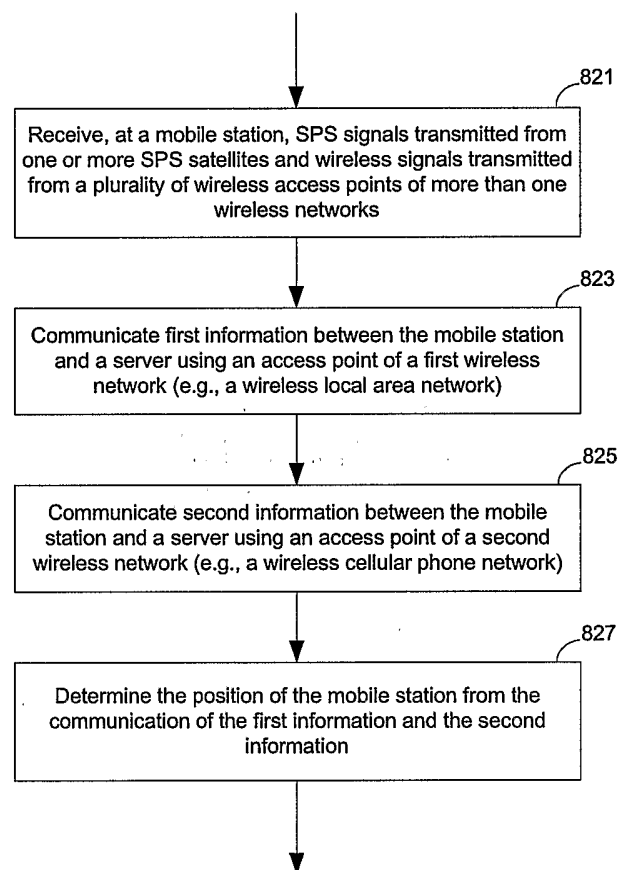 821
Receive, at a mobile station, SPS signals transmitted from
one or more SPS satellites and wireless signals transmitted
from a plurality of wireless access points of more than one
wireless networks
823
Communicate first information between the mobile station
and a server using an access point of a first wireless
network (e.g., a wireless local area network)
825
Communicate second information between the mobile
station and a server using an access point of a second
wireless network (e.g., a wireless cellular phone network)
827
Determine the position of the mobile station from the
communication of the first information and the second
information